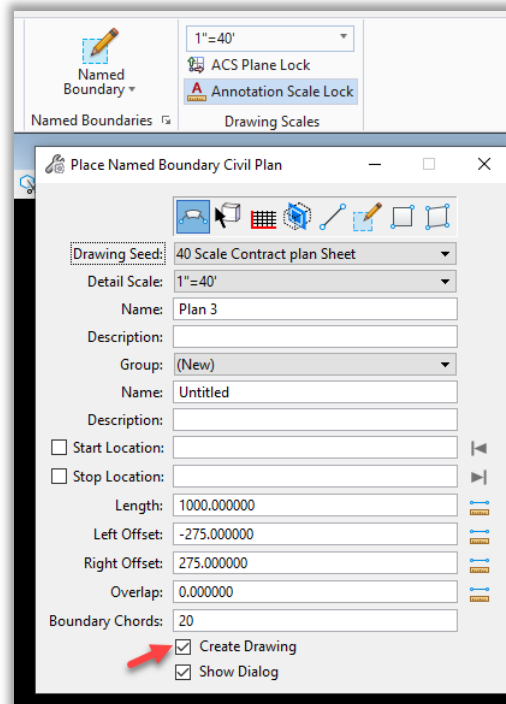 1"=40'
ACS Plane Lock
Named
Boundary
Annotation Scale Lock
Named Boundaries
Drawing Scales
Place Named Boundary Civil Plan
Drawing Seed: 40 Scale Contract plan Sheet
Detail Scale: 1"=40'
Name: Plan 3
Description:
Group: (New)
Name: Untitled
Description:
Start Location:
Stop Location:
Length: 1000.000000
Left Offset: -275.000000
Right Offset: 275.000000
Overlap: 0.000000
Boundary Chords: 20
Create Drawing
Show Dialog